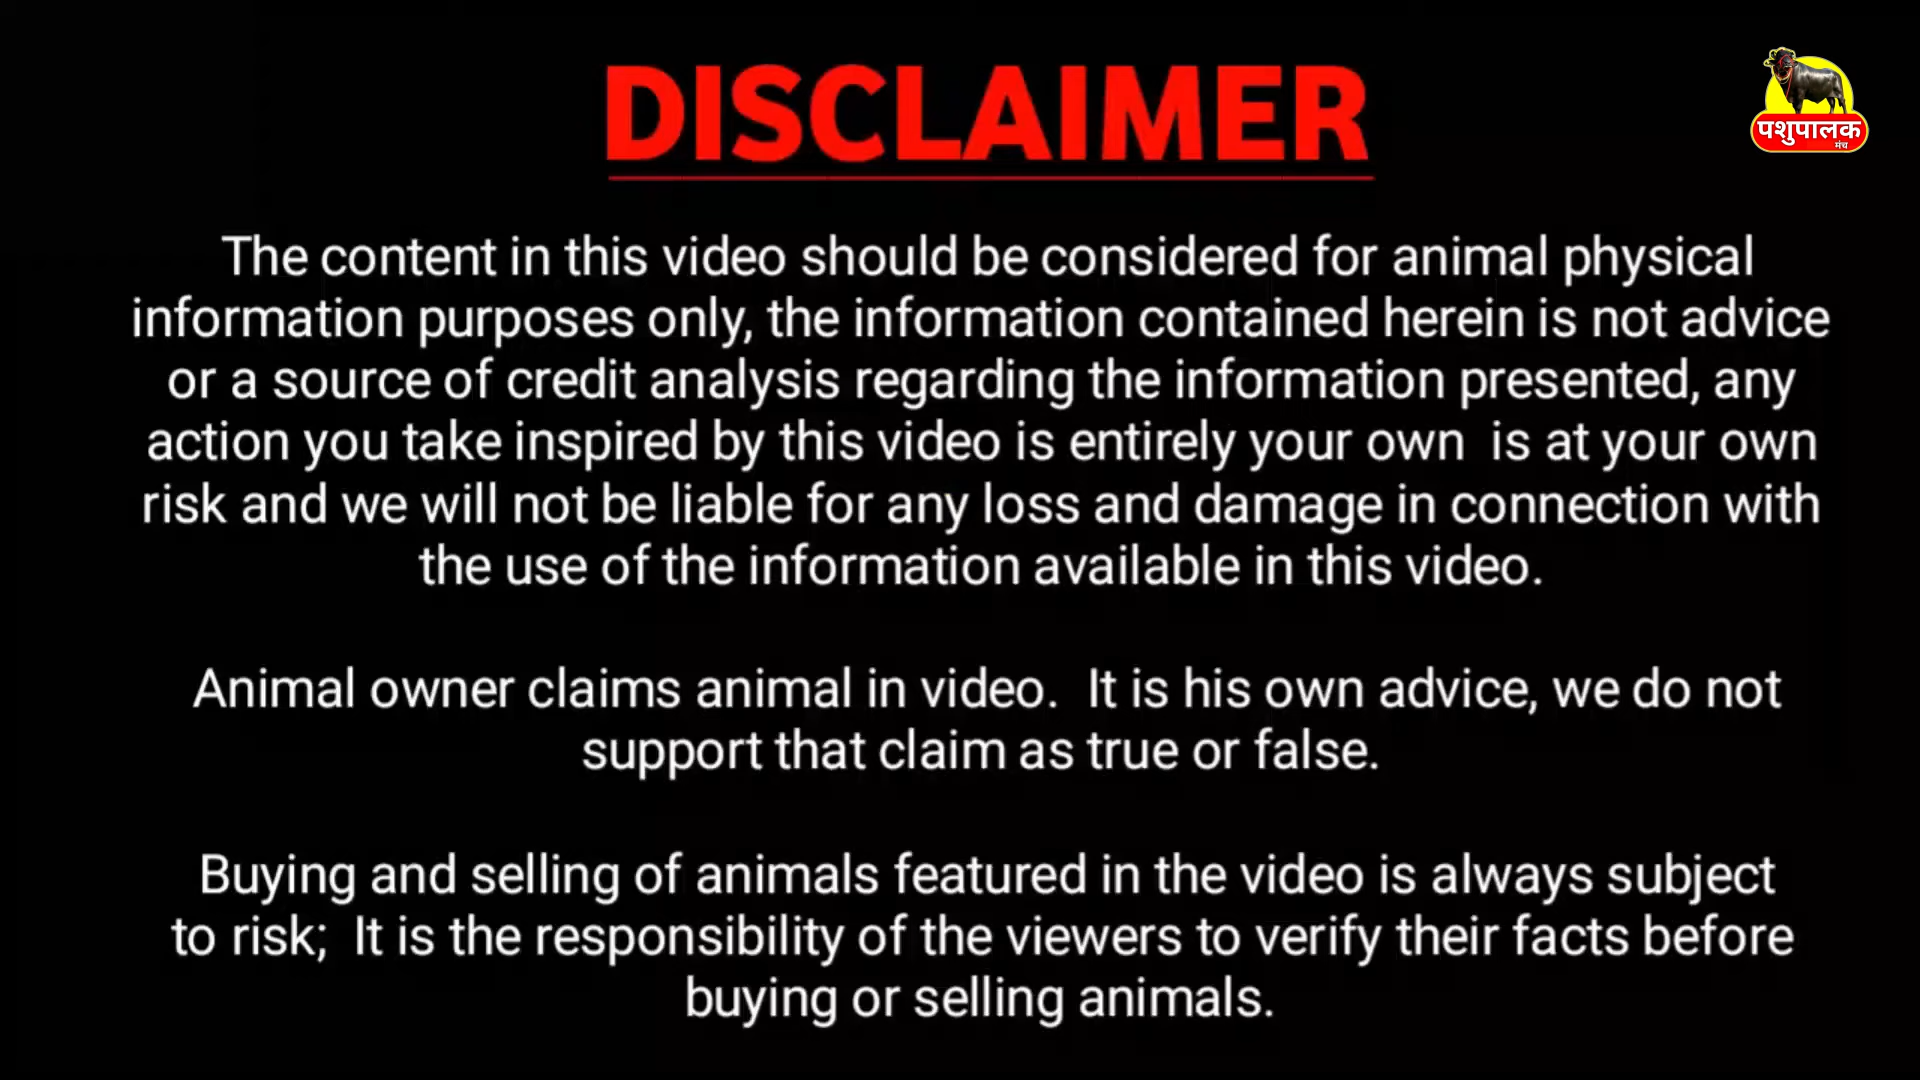 DISCLAIMER
पशुपालक
मंच
The content in this video should be considered for animal physical
information purposes only, the information contained herein is not advice
or a source of credit analysis regarding the information presented, any
action you take inspired by this video is entirely your own  is at your own
risk and we will not be liable for any loss and damage in connection with
the use of the information available in this video.
Animal owner claims animal in video.  It is his own advice, we do not
support that claim as true or false.
Buying and selling of animals featured in the video is always subject
to risk;  It is the responsibility of the viewers to verify their facts before
buying or selling animals.